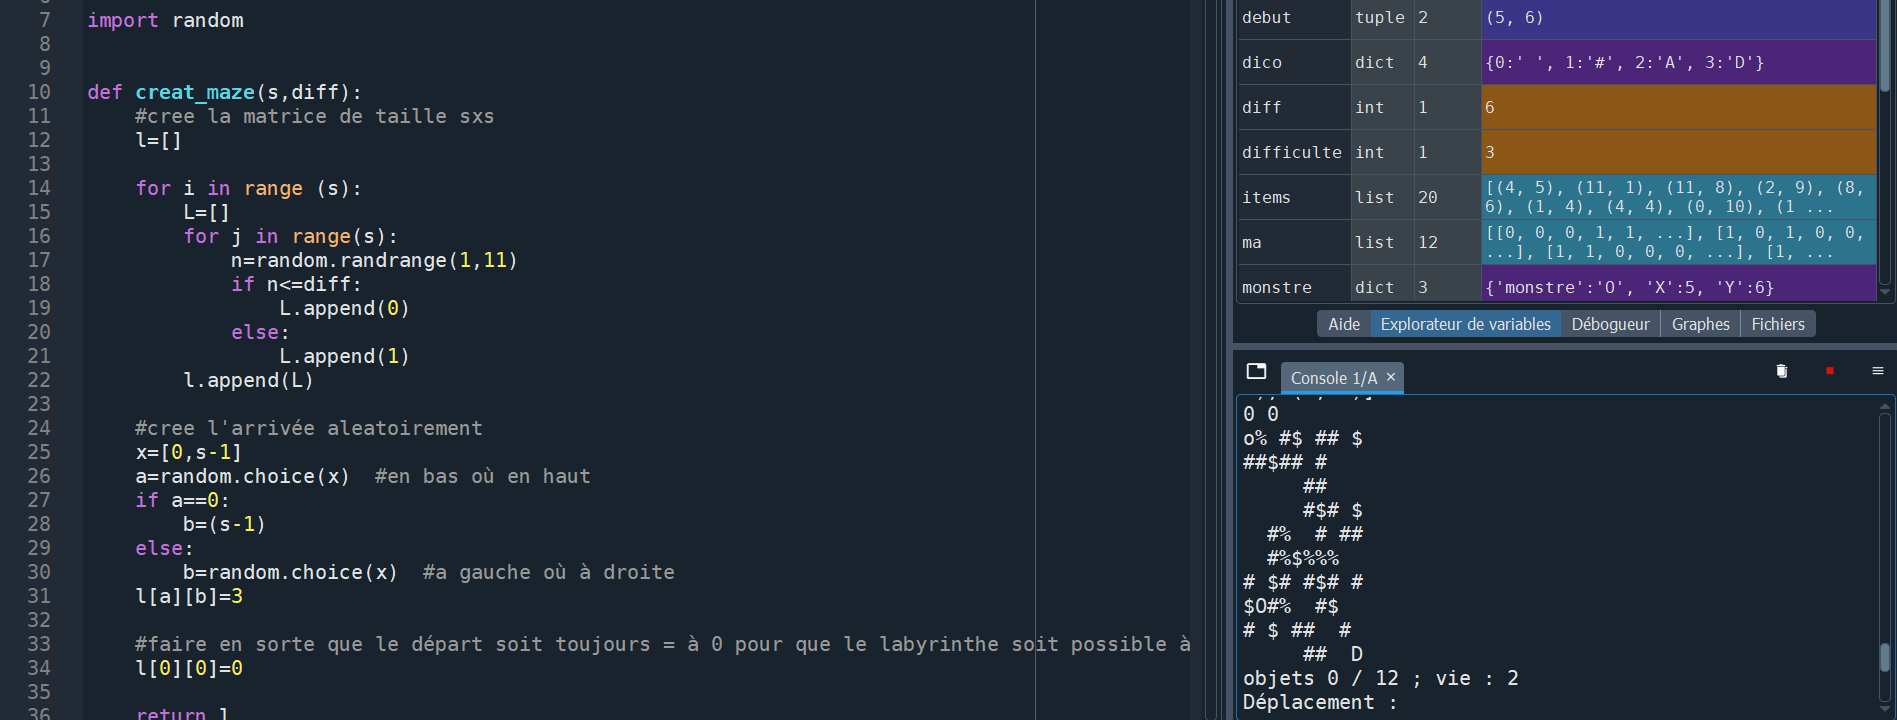 7 import random
8
9
10 def creat_maze(s,diff):
11 #cree la matrice de taille sxs
12 l=[]
13
14 for i in range (s):
15 L=[]
16 for j in range(s):
17 n=random.randrange(1,11)
18 if n<=diff:
19 L.append(0)
20 else:
21 L.append(1)
22 l.append(L)
23
24 #cree l'arrivée aleatoirement
25 x=[0,s-1]
26 a=random.choice(x)  #en bas où en haut
27 if a==0:
28 b=(s-1)
29 else:
30 b=random.choice(x)  #a gauche où à droite
31 l[a][b]=3
32
33 #faire en sorte que le départ soit toujours = à 0 pour que le labyrinthe soit possible à
34 l[0][0]=0
35
36 return l
debut tuple 2 (5, 6)
dico dict 4 {0:' ', 1:'#', 2:'A', 3:'D'}
diff int 1 6
difficulte int 1 3
items list 20 [(4, 5), (11, 1), (11, 8), (2, 9), (8,
6), (1, 4), (4, 4), (0, 10), (1 ...
ma list 12 [[0, 0, 0, 1, 1, ...], [1, 0, 1, 0, 0,
...], [1, 1, 0, 0, 0, ...], [1, ...
monstre dict 3 {'monstre':'O', 'X':5, 'Y':6}
Aide Explorateur de variables Débogueur Graphes Fichiers
Console 1/A ×
0 0
o% #$ ## $
##$## #
     ##
     #$# $
  #%  # ##
  #%$%%%
# $# #$# #
$O#%  #$
# $ ##  #
     ##  D
objets 0 / 12 ; vie : 2
Déplacement :